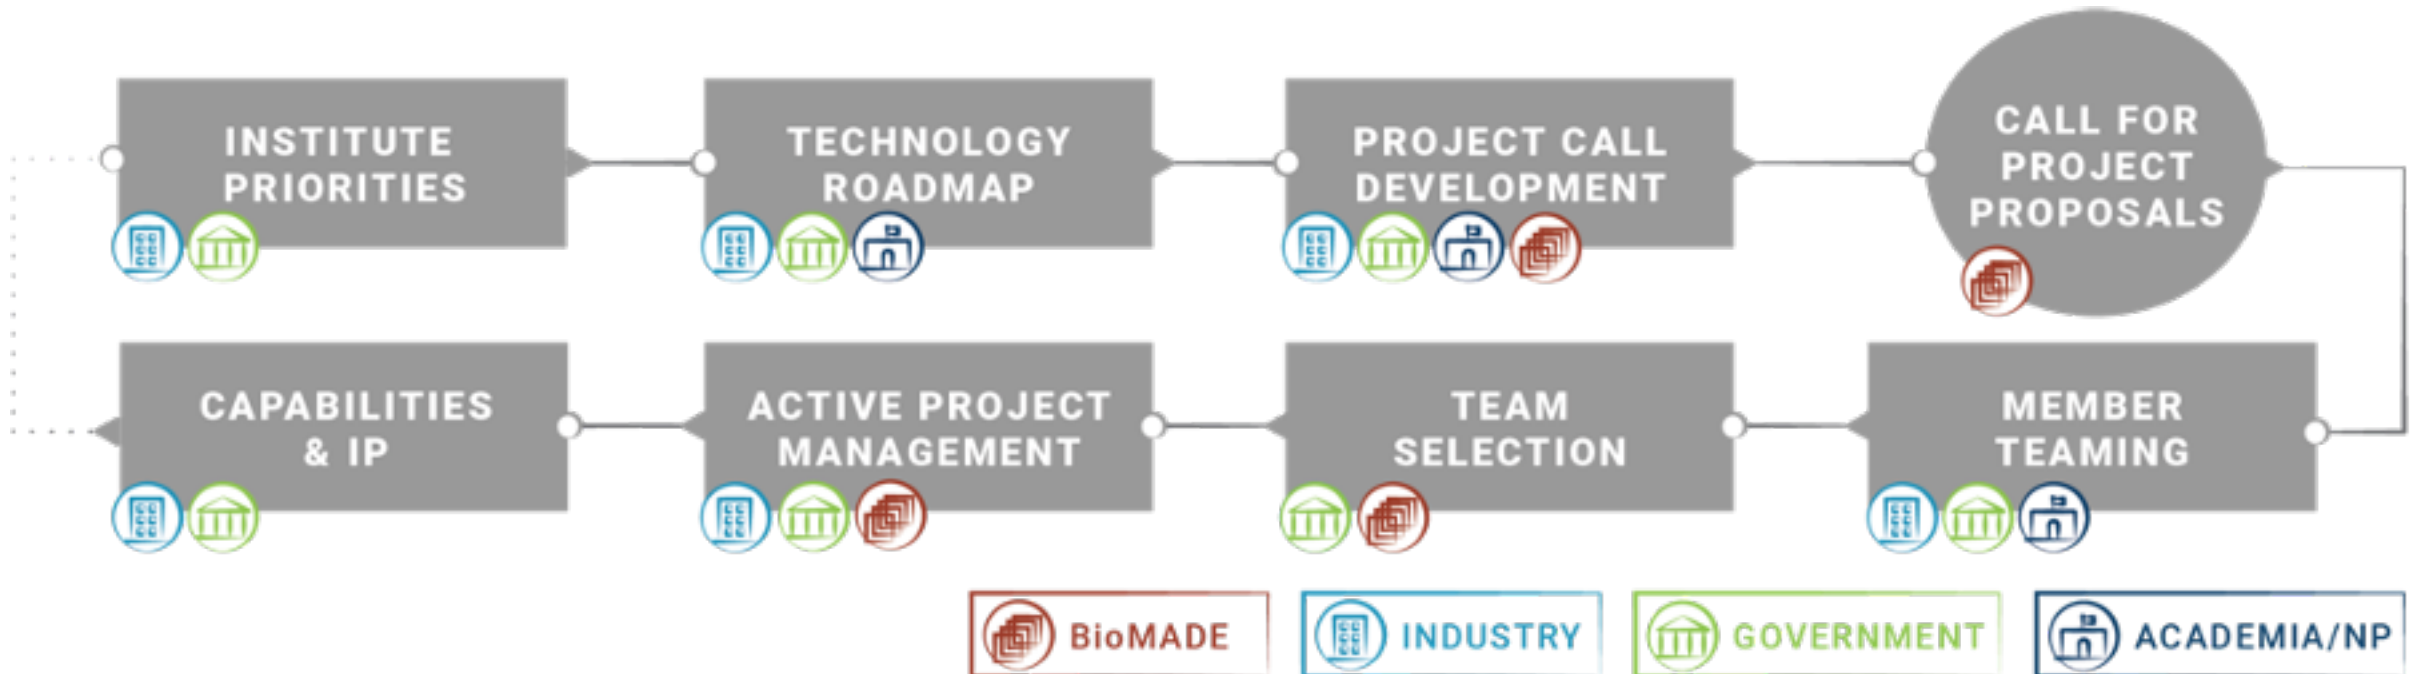 INSTITUTE
PRIORITIES
TECHNOLOGY
ROADMAP
PROJECT CALL
DEVELOPMENT
CALL FOR
PROJECT
PROPOSALS
CAPABILITIES
& IP
ACTIVE PROJECT
MANAGEMENT
TEAM
SELECTION
MEMBER
TEAMING
BioMADE
INDUSTRY
GOVERNMENT
ACADEMIA/NP